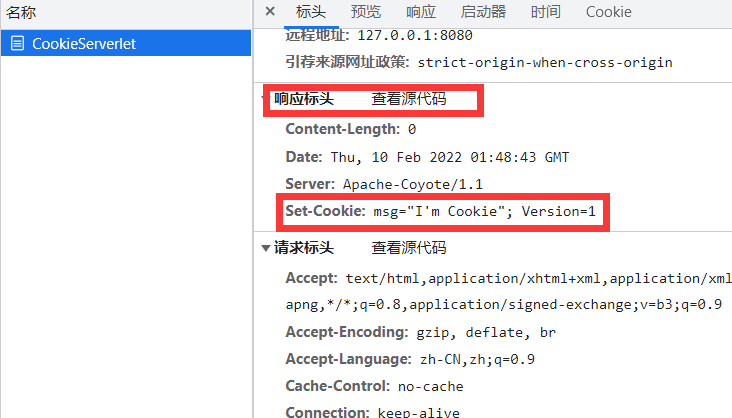 名称
× 标头 预览 响应 启动器 时间 Cookie
CookieServerlet
远程地址: 127.0.0.1:8080
引荐来源网址政策: strict-origin-when-cross-origin
响应标头 查看源代码
Content-Length: 0
Date: Thu, 10 Feb 2022 01:48:43 GMT
Server: Apache-Coyote/1.1
Set-Cookie: msg="I'm Cookie"; Version=1
请求标头 查看源代码
Accept: text/html,application/xhtml+xml,application/xml
apng,*/*;q=0.8,application/signed-exchange;v=b3;q=0.9
Accept-Encoding: gzip, deflate, br
Accept-Language: zh-CN,zh;q=0.9
Cache-Control: no-cache
Connection: keep-alive